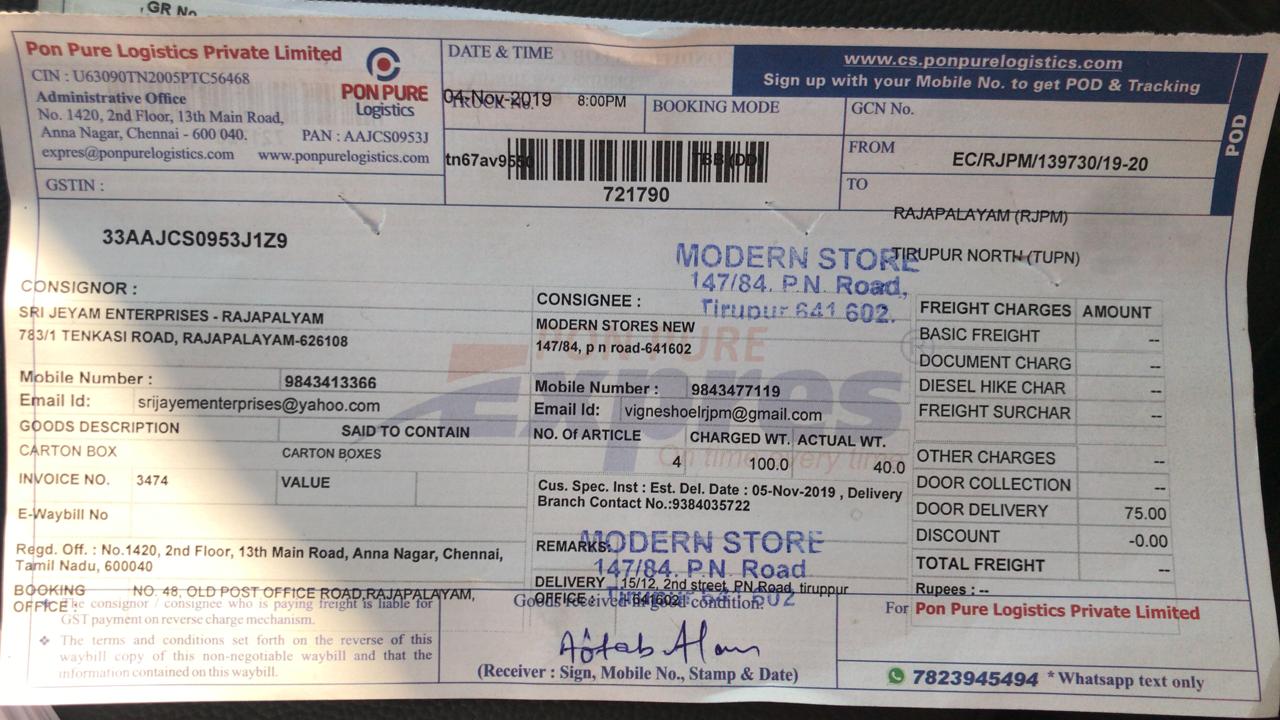 , GR No
Pon Pure Logistics Private Limited
CIN : U63090TN2005PTC56468
Administrative Office
No. 1420, 2nd Floor, 13th Main Road,
Anna Nagar, Chennai - 600 040. PAN : AAJCS0953J
expres@ponpurelogistics.com www.ponpurelogistics.com
PON PURE
Logistics
GSTIN :
33AAJCS0953J1Z9
DATE & TIME
04-Nov-2019 8:00PM
BOOKING MODE
tn67av9550 TBB (DD)
721790
www.cs.ponpurelogistics.com
Sign up with your Mobile No. to get POD & Tracking
POD
GCN No.
FROM
EC/RJPM/139730/19-20
TO
RAJAPALAYAM (RJPM)
TIRUPUR NORTH (TUPN)
MODERN STORE
147/84. P.N. Road,
Tirupur 641 602.
CONSIGNOR :
SRI JEYAM ENTERPRISES - RAJAPALYAM
783/1 TENKASI ROAD, RAJAPALAYAM-626108
Mobile Number : 9843413366
Email Id: srijayementerprises@yahoo.com
GOODS DESCRIPTION SAID TO CONTAIN
CARTON BOX CARTON BOXES
INVOICE NO. 3474 VALUE
E-Waybill No
Regd. Off. : No.1420, 2nd Floor, 13th Main Road, Anna Nagar, Chennai,
Tamil Nadu, 600040
BOOKING OFFICE : NO. 48, OLD POST OFFICE ROAD,RAJAPALAYAM,
CONSIGNEE :
MODERN STORES NEW
147/84, p n road-641602
PON PURE
Expres
On time every time
Mobile Number : 9843477119
Email Id: vigneshoelrjpm@gmail.com
NO. Of ARTICLE CHARGED WT. ACTUAL WT.
4 100.0 40.0
Cus. Spec. Inst : Est. Del. Date : 05-Nov-2019 , Delivery
Branch Contact No.:9384035722
REMARKS:
MODERN STORE
147/84. P.N. Road
DELIVERY OFFICE : 15/12, 2nd street, PN Road, tiruppur
641602
FREIGHT CHARGES AMOUNT
BASIC FREIGHT --
DOCUMENT CHARG --
DIESEL HIKE CHAR --
FREIGHT SURCHAR --
OTHER CHARGES --
DOOR COLLECTION --
DOOR DELIVERY 75.00
DISCOUNT -0.00
TOTAL FREIGHT --
Rupees : --
❖ The consignor / consignee who is paying freight is liable for
GST payment on reverse charge mechanism.
❖ The terms and conditions set forth on the reverse of this
waybill copy of this non-negotiable waybill and that the
information contained on this waybill.
Goods received in good condition.
Aftab Alam
(Receiver : Sign, Mobile No., Stamp & Date)
For Pon Pure Logistics Private Limited
7823945494 * Whatsapp text only